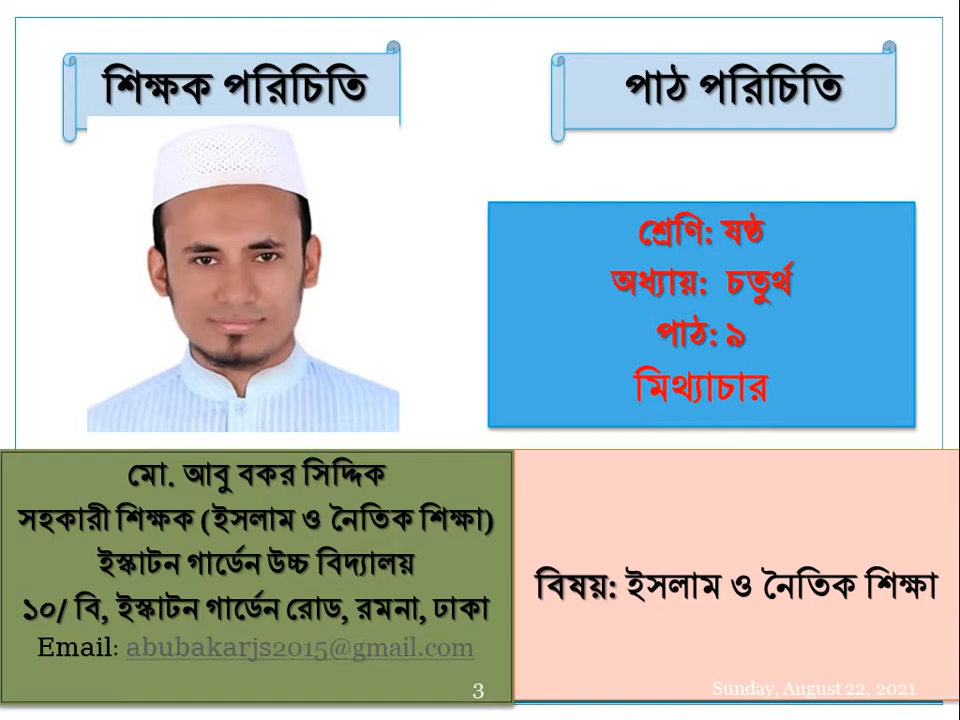 শিক্ষক পরিচিতি
পাঠ পরিচিতি
শ্রেণি: ষষ্ঠ
অধ্যায়: চতুর্থ
পাঠ: ৯
মিথ্যাচার
মো. আবু বকর সিদ্দিক
সহকারী শিক্ষক (ইসলাম ও নৈতিক শিক্ষা)
ইস্কাটন গার্ডেন উচ্চ বিদ্যালয়
১০/ বি, ইস্কাটন গার্ডেন রোড, রমনা, ঢাকা
Email: abubakarjs2015@gmail.com
বিষয়: ইসলাম ও নৈতিক শিক্ষা
3
Sunday, August 22, 2021